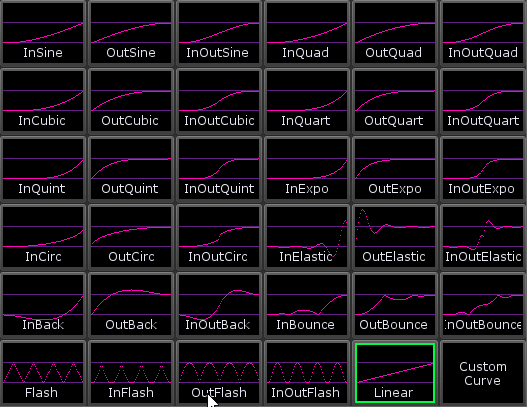 InSine OutSine InOutSine InQuad OutQuad InOutQuad
InCubic OutCubic InOutCubic InQuart OutQuart InOutQuart
InQuint OutQuint InOutQuint InExpo OutExpo InOutExpo
InCirc OutCirc InOutCirc InElastic OutElastic InOutElastic
InBack OutBack InOutBack InBounce OutBounce InOutBounce
Flash InFlash OutFlash InOutFlash Linear Custom
Curve